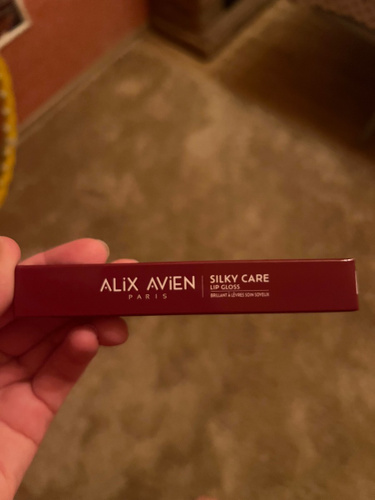 ALiX AViEN
PARIS
SILKY CARE
LIP GLOSS
BRILLANT À LÈVRES SOIN SOYEUX